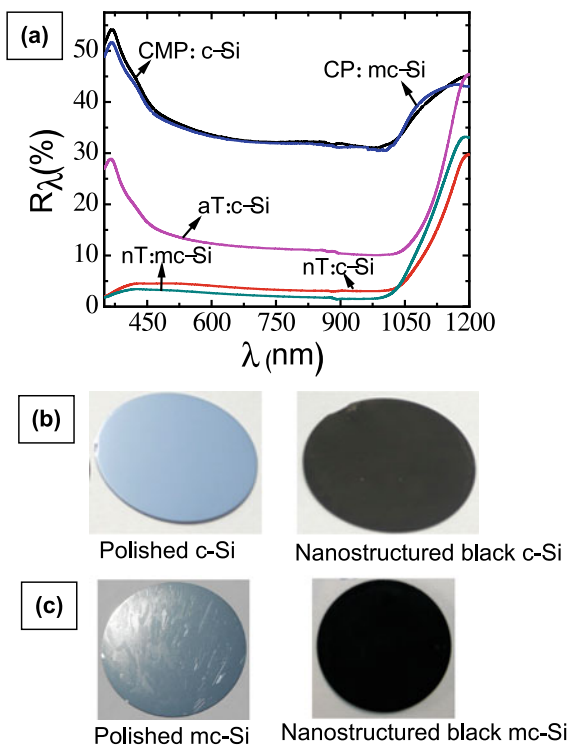 (a)
50
40
30
20
10
0
Rλ(%)
CMP: c-Si
CP: mc-Si
aT:c-Si
nT:mc-Si
nT:c-Si
450 600 750 900 1050 1200
λ (nm)
(b)
Polished c-Si
Nanostructured black c-Si
(c)
Polished mc-Si
Nanostructured black mc-Si